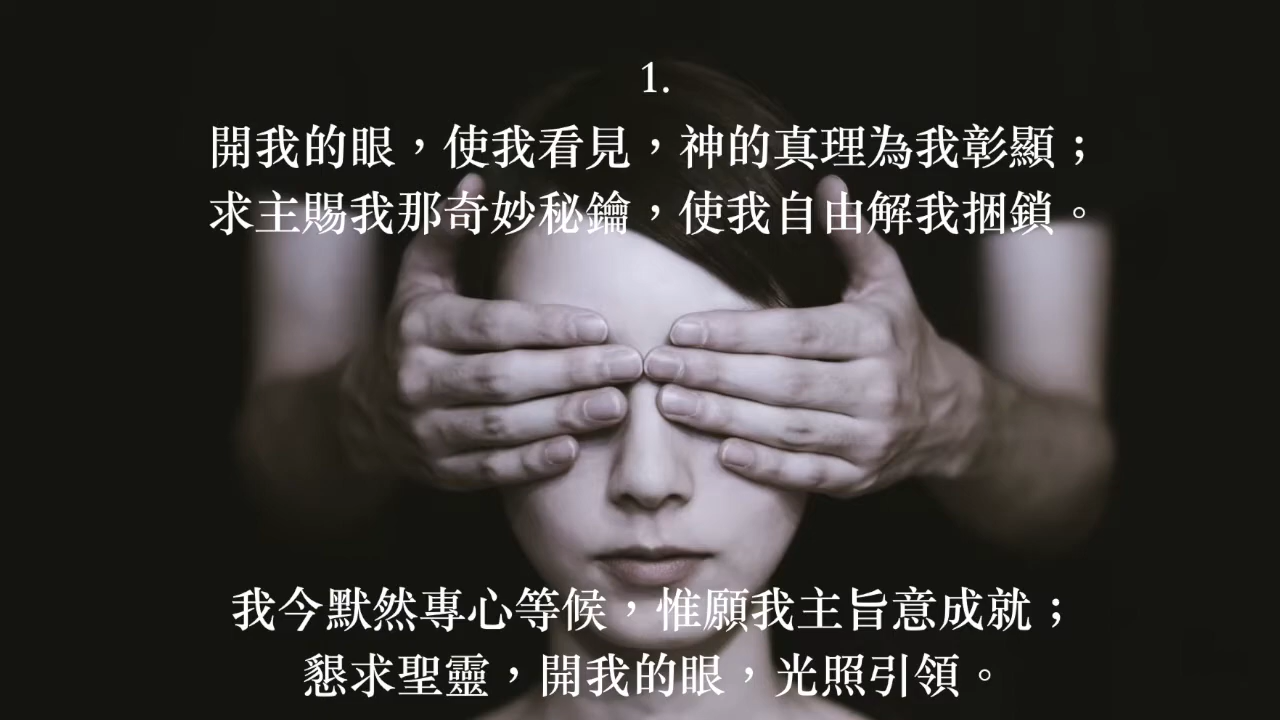 1.
開我的眼，使我看見，神的真理為我彰顯；
求主賜我那奇妙秘鑰，使我自由解我捆鎖。
我今默然專心等候，惟願我主旨意成就；
懇求聖靈，開我的眼，光照引領。